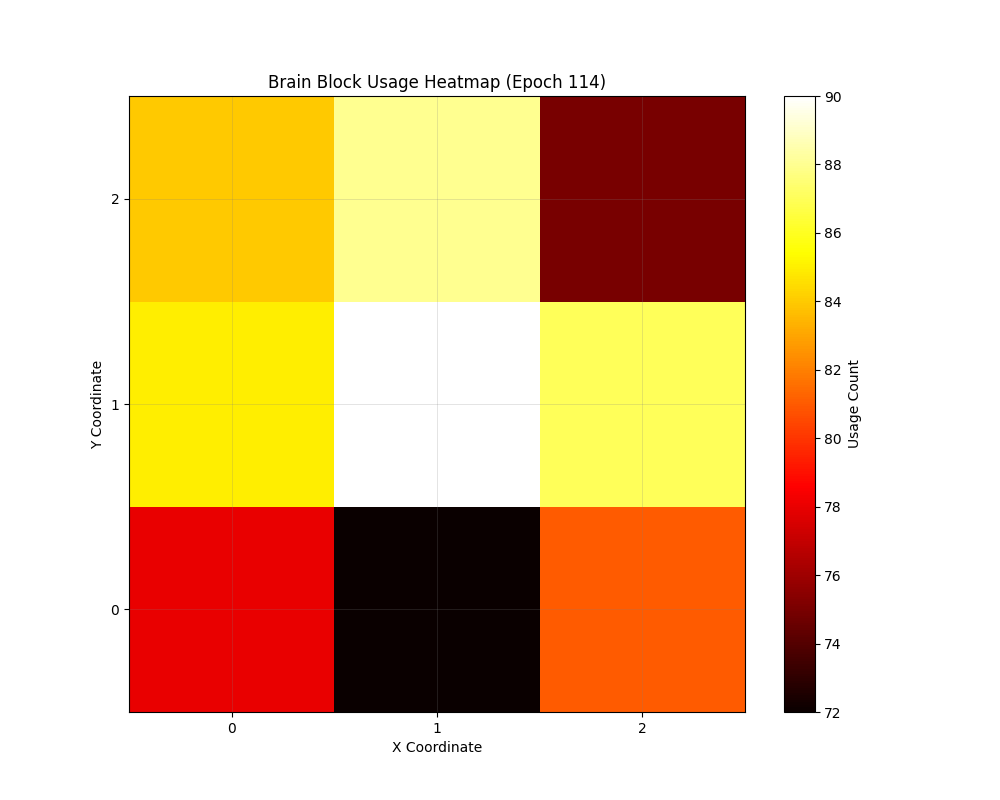 Brain Block Usage Heatmap (Epoch 114)
90
88
86
84
82
80
78
76
74
72
Usage Count
2
1
0
Y Coordinate
0 1 2
X Coordinate